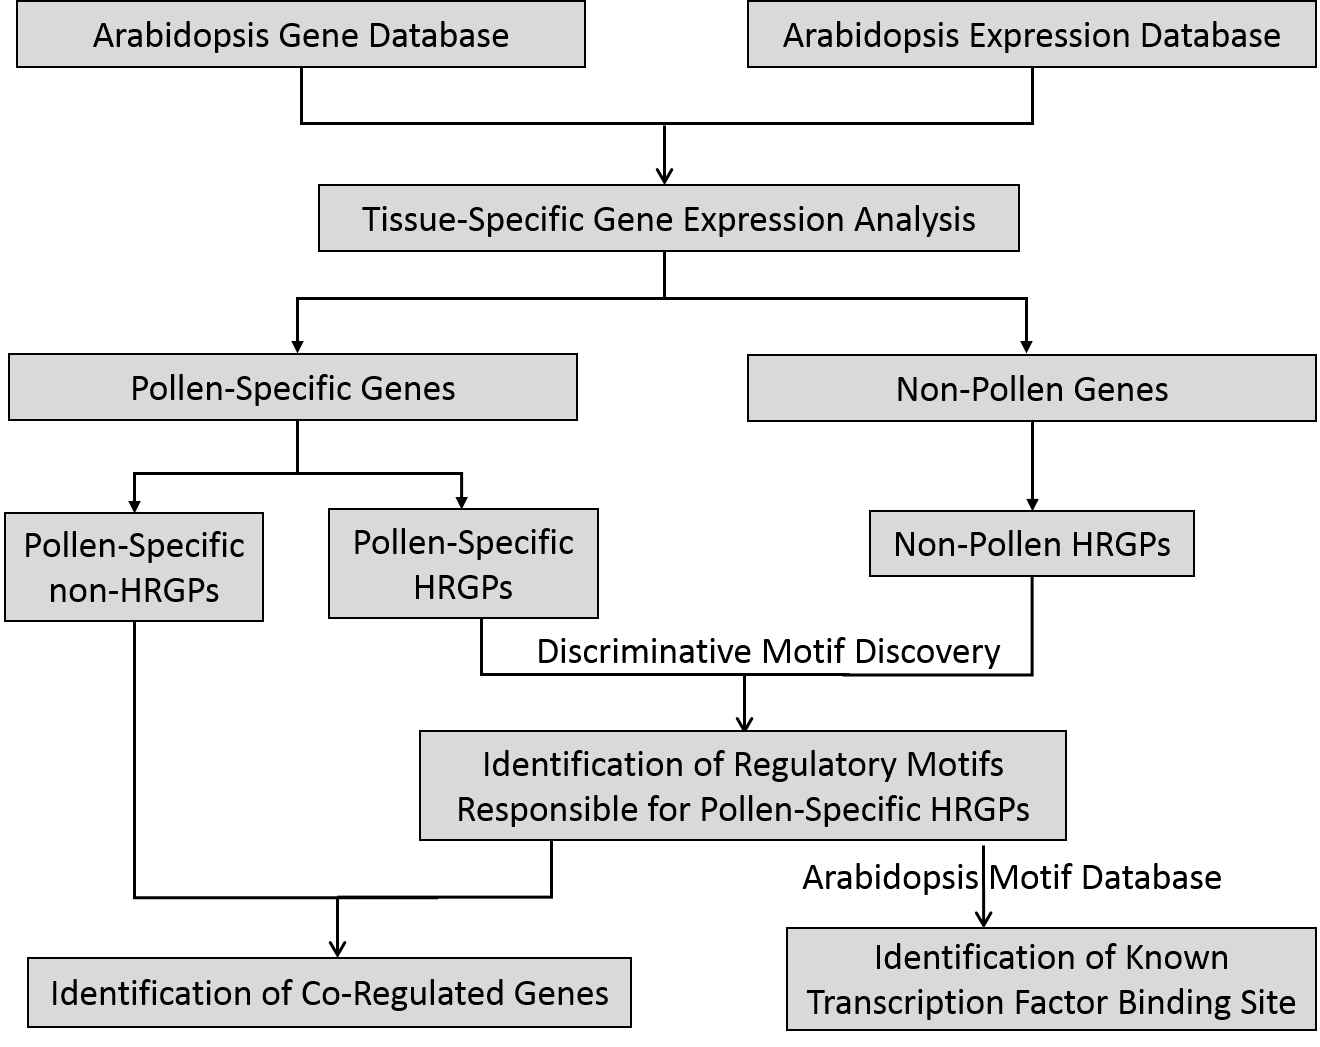 Arabidopsis Gene Database
Arabidopsis Expression Database
Tissue-Specific Gene Expression Analysis
Pollen-Specific Genes
Non-Pollen Genes
Pollen-Specific
non-HRGPs
Pollen-Specific
HRGPs
Non-Pollen HRGPs
Discriminative Motif Discovery
Identification of Regulatory Motifs
Responsible for Pollen-Specific HRGPs
Arabidopsis Motif Database
Identification of Co-Regulated Genes
Identification of Known
Transcription Factor Binding Site